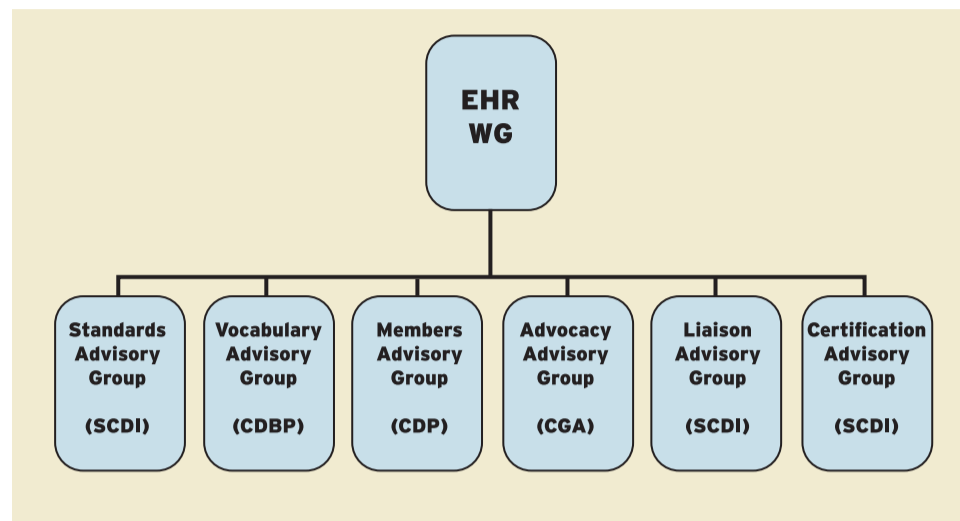 EHR
WG
Standards
Advisory
Group
(SCDI)
Vocabulary
Advisory
Group
(CDBP)
Members
Advisory
Group
(CDP)
Advocacy
Advisory
Group
(CGA)
Liaison
Advisory
Group
(SCDI)
Certification
Advisory
Group
(SCDI)